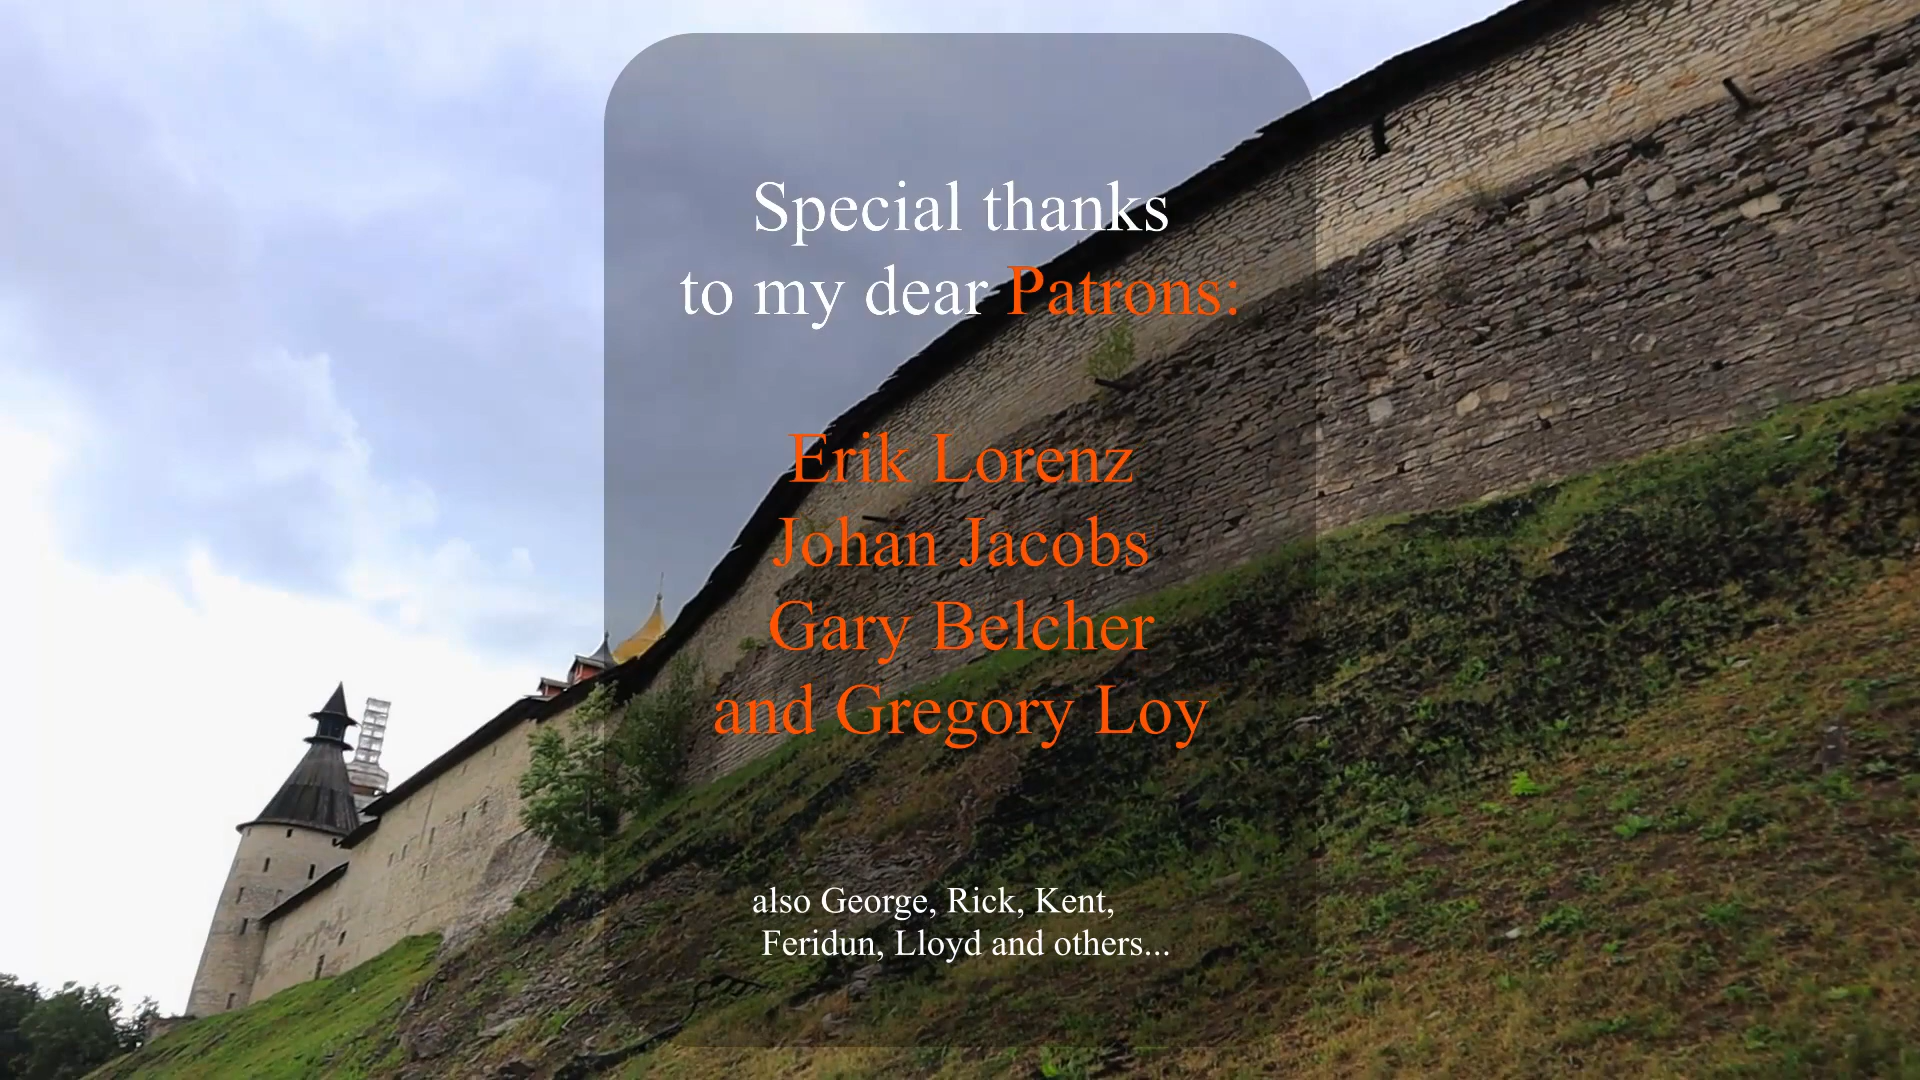 Special thanks
to my dear Patrons:
Erik Lorenz
Johan Jacobs
Gary Belcher
and Gregory Loy
also George, Rick, Kent,
Feridun, Lloyd and others...